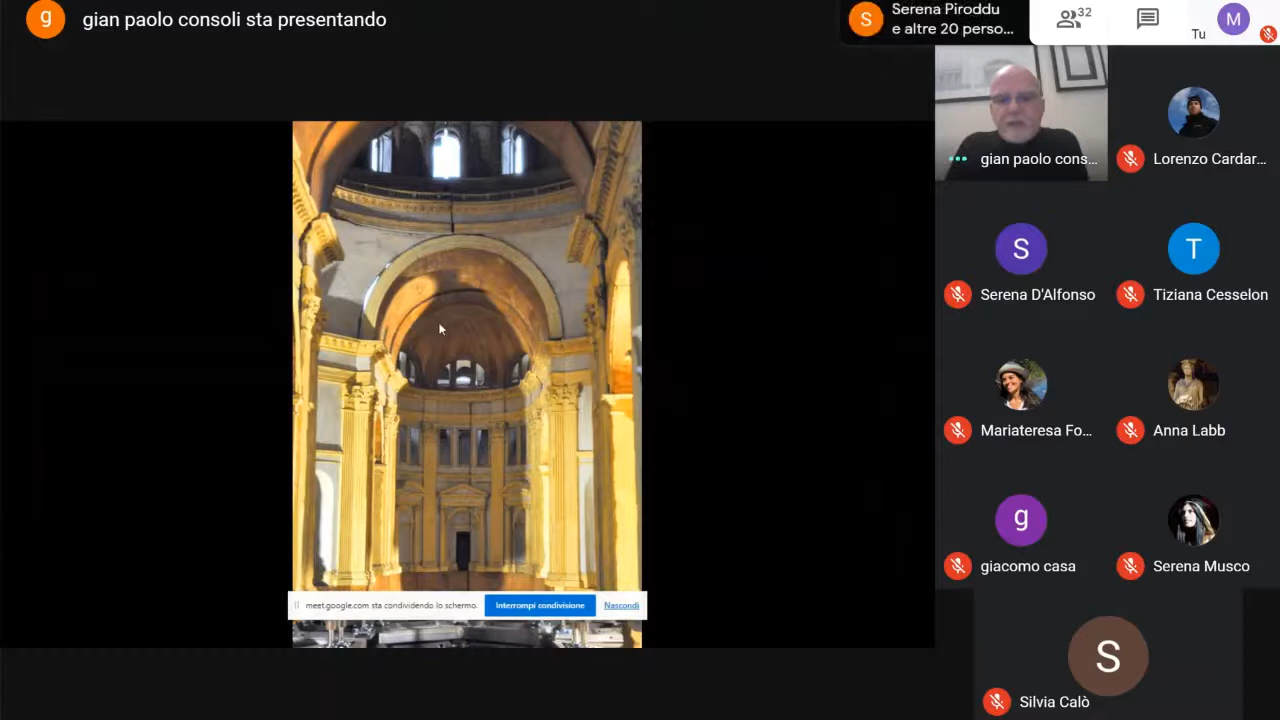 g
gian paolo consoli sta presentando
S
Serena Piroddu
e altre 20 perso...
32
Tu
M
gian paolo cons...
Lorenzo Cardar...
S
Serena D'Alfonso
T
Tiziana Cesselon
Mariateresa Fo...
Anna Labb
g
giacomo casa
Serena Musco
meet.google.com sta condividendo lo schermo.
Interrompi condivisione
Nascondi
S
Silvia Calò